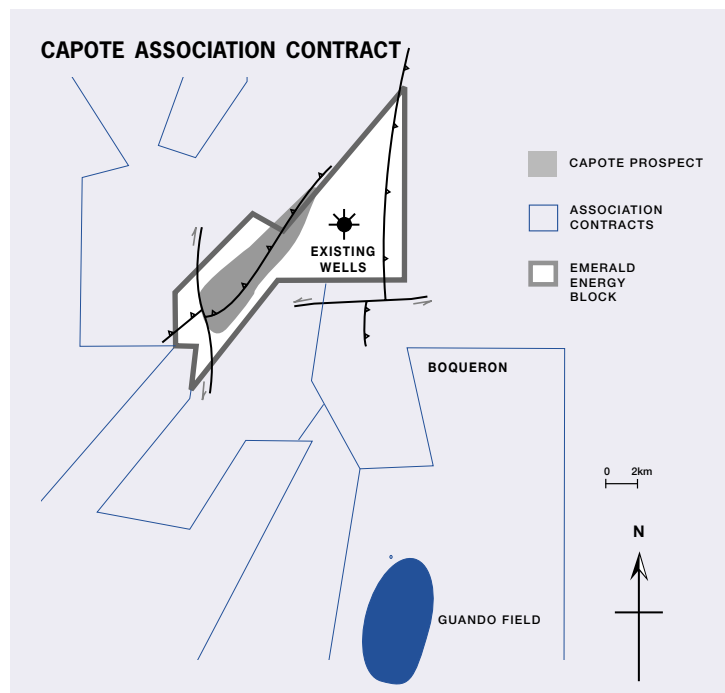 CAPOTE ASSOCIATION CONTRACT
CAPOTE PROSPECT
ASSOCIATION
CONTRACTS
EXISTING
WELLS
EMERALD
ENERGY
BLOCK
BOQUERON
0 2km
N
GUANDO FIELD